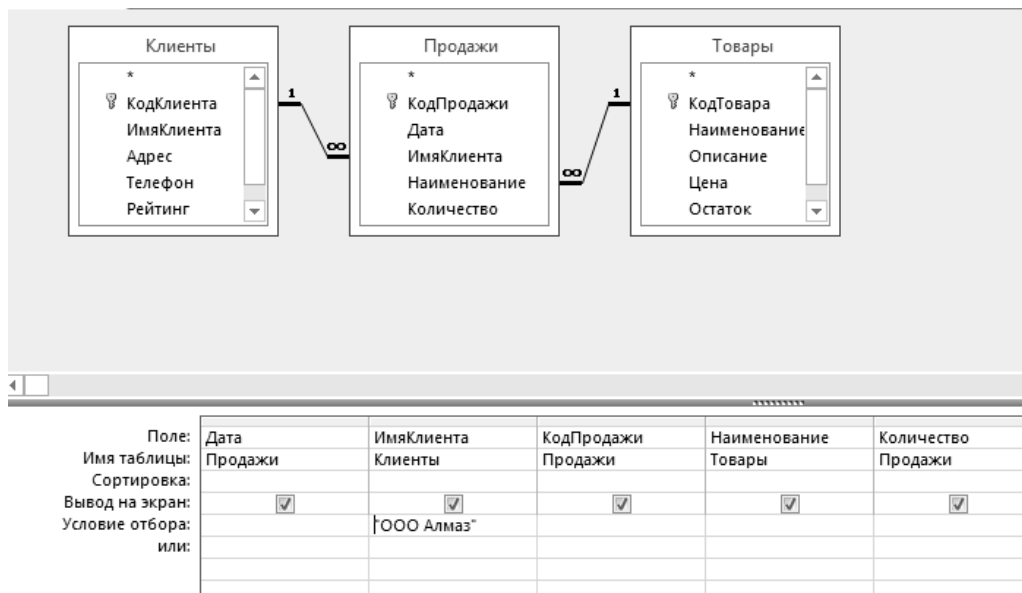 Клиенты
*
КодКлиента
ИмяКлиента
Адрес
Телефон
Рейтинг
1
∞
Продажи
*
КодПродажи
Дата
ИмяКлиента
Наименование
Количество
1
∞
Товары
*
КодТовара
Наименование
Описание
Цена
Остаток
Поле: Дата ИмяКлиента КодПродажи Наименование Количество
Имя таблицы: Продажи Клиенты Продажи Товары Продажи
Сортировка:
Вывод на экран:
Условие отбора: "ООО Алмаз"
или: